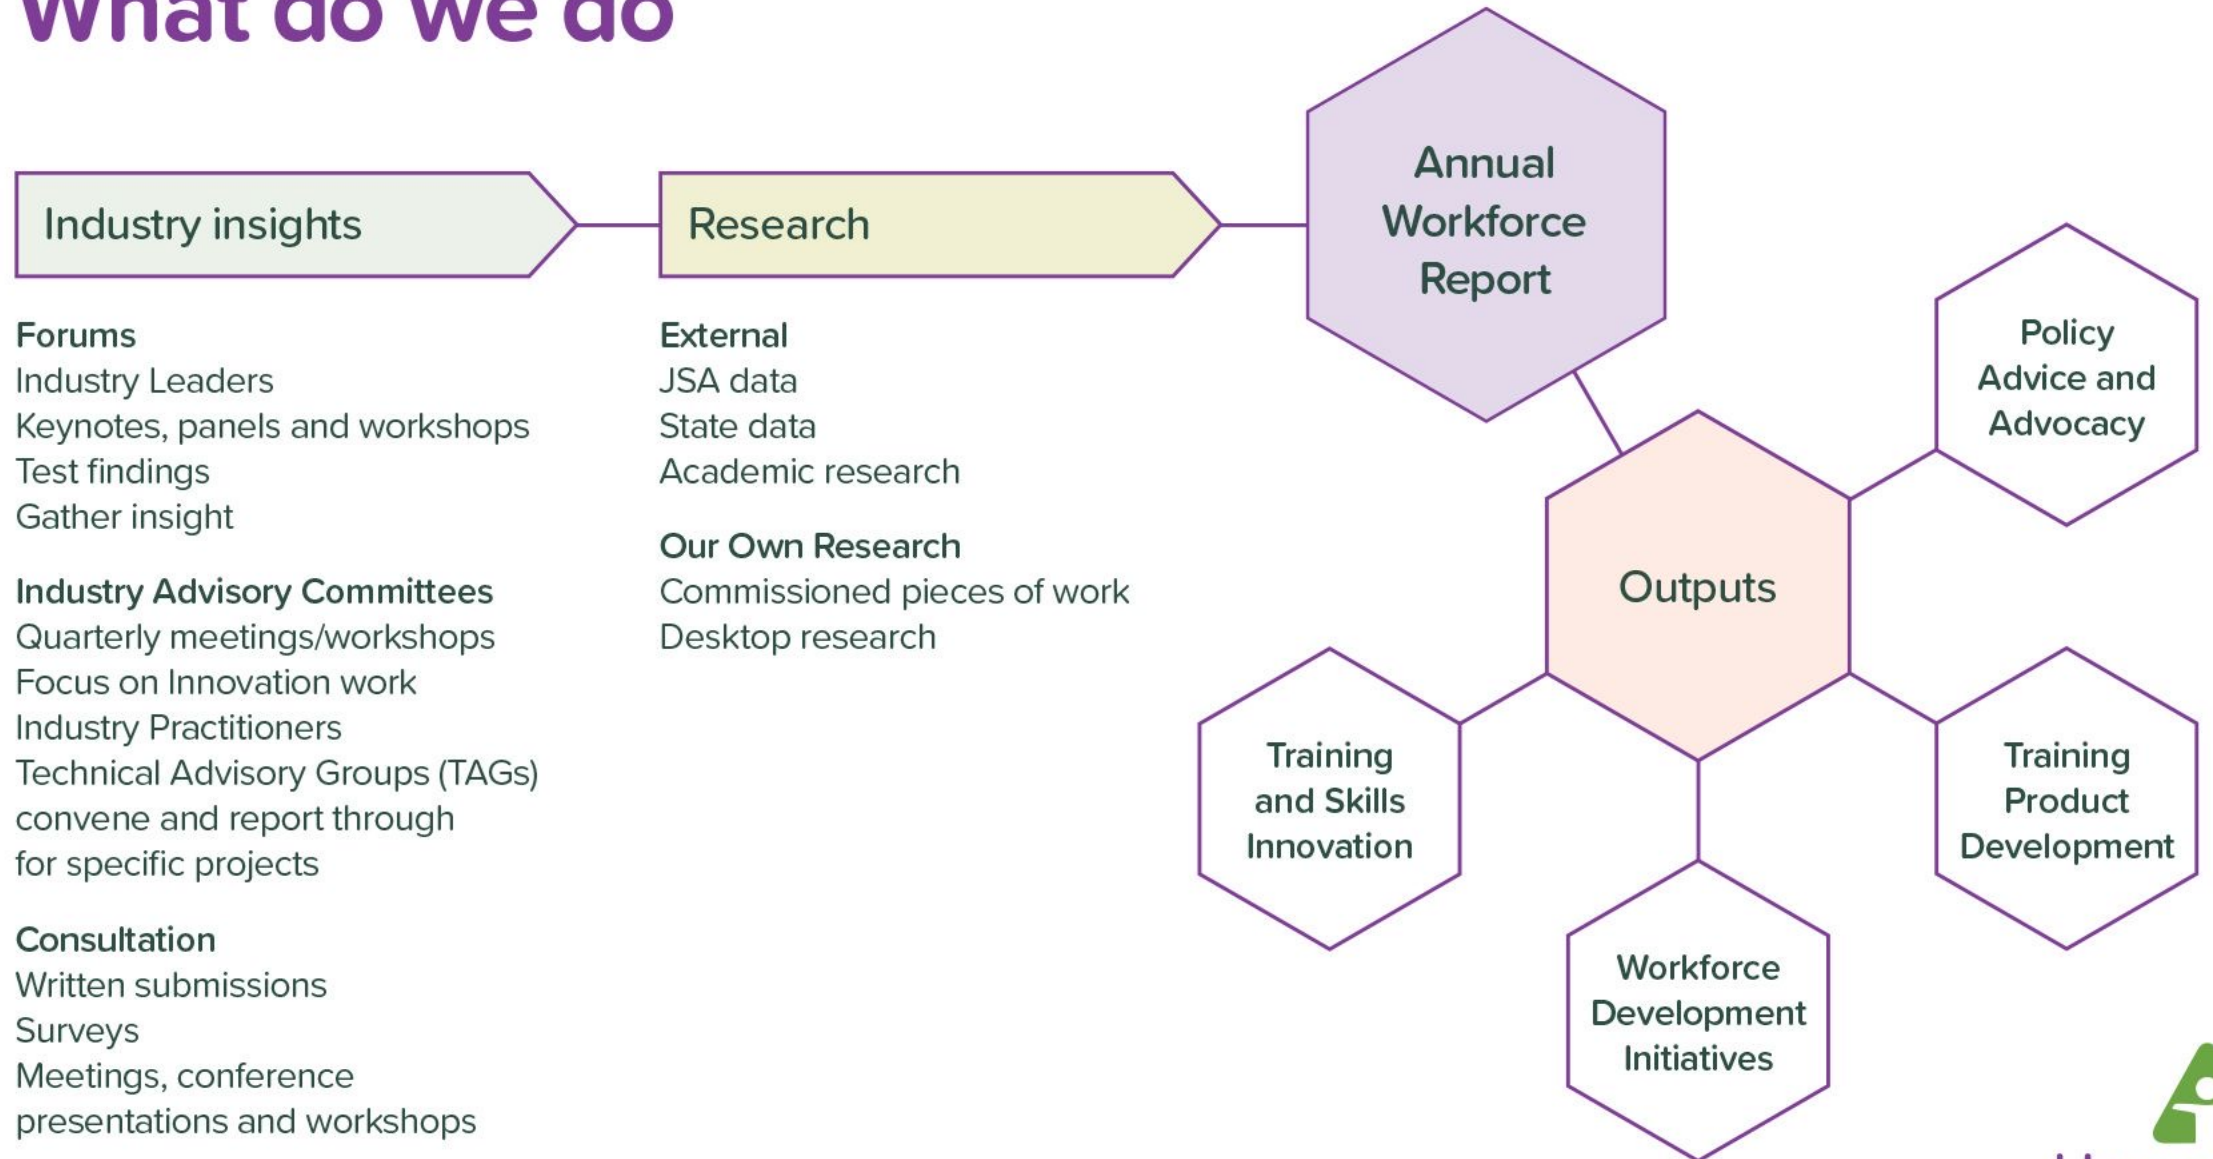 What do we do
Industry insights
Forums
Industry Leaders
Keynotes, panels and workshops
Test findings
Gather insight
Industry Advisory Committees
Quarterly meetings/workshops
Focus on Innovation work
Industry Practitioners
Technical Advisory Groups (TAGs)
convene and report through
for specific projects
Consultation
Written submissions
Surveys
Meetings, conference
presentations and workshops
Research
External
JSA data
State data
Academic research
Our Own Research
Commissioned pieces of work
Desktop research
Annual
Workforce
Report
Outputs
Policy
Advice and
Advocacy
Training
Product
Development
Workforce
Development
Initiatives
Training
and Skills
Innovation